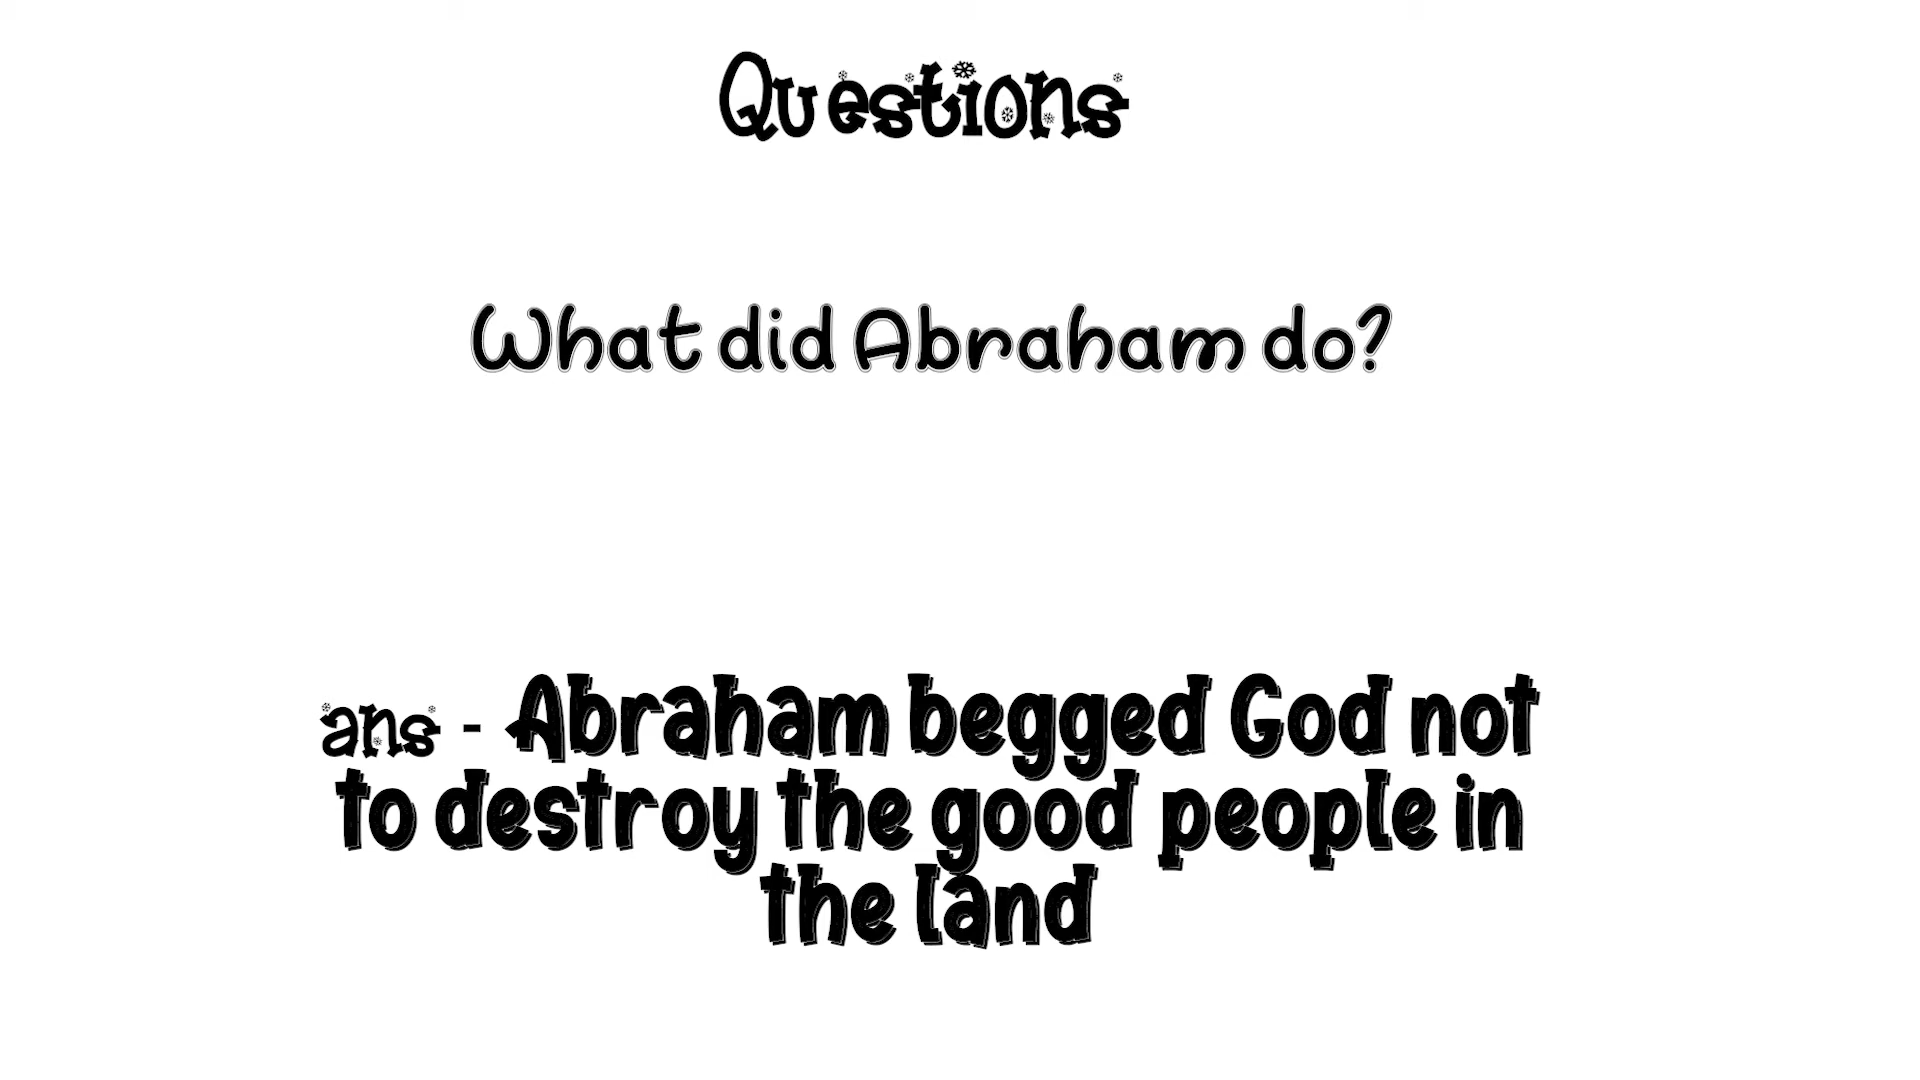 Questions
What did Abraham do?
ans - Abraham begged God not
to destroy the good people in
the land